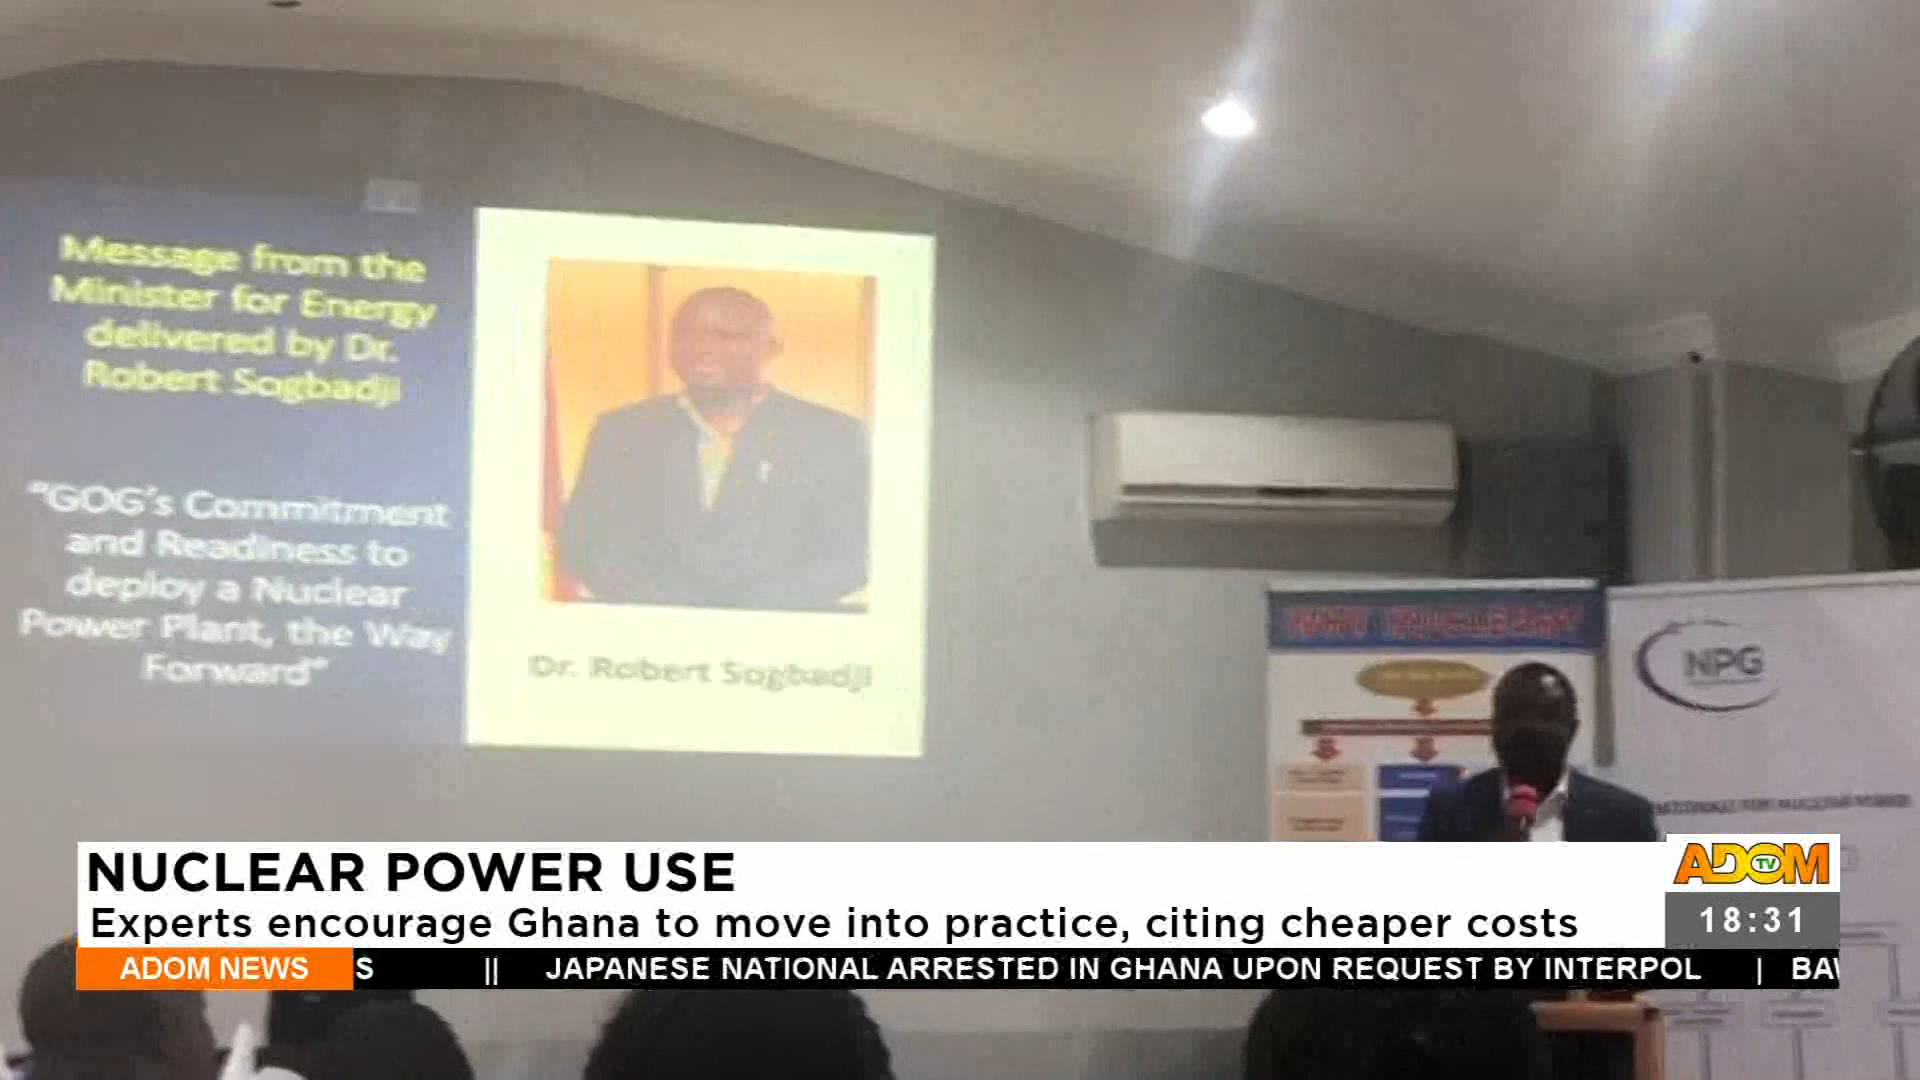 Message from the
Minister for Energy
delivered by Dr.
Robert Sogbadji
"GOG's Commitment
and Readiness to
deploy a Nuclear
Power Plant, the Way
Forward"
Dr. Robert Sogbadji
NPG
NUCLEAR POWER USE
Experts encourage Ghana to move into practice, citing cheaper costs
ADOM TV
18:31
ADOM NEWS
S || JAPANESE NATIONAL ARRESTED IN GHANA UPON REQUEST BY INTERPOL | BAW